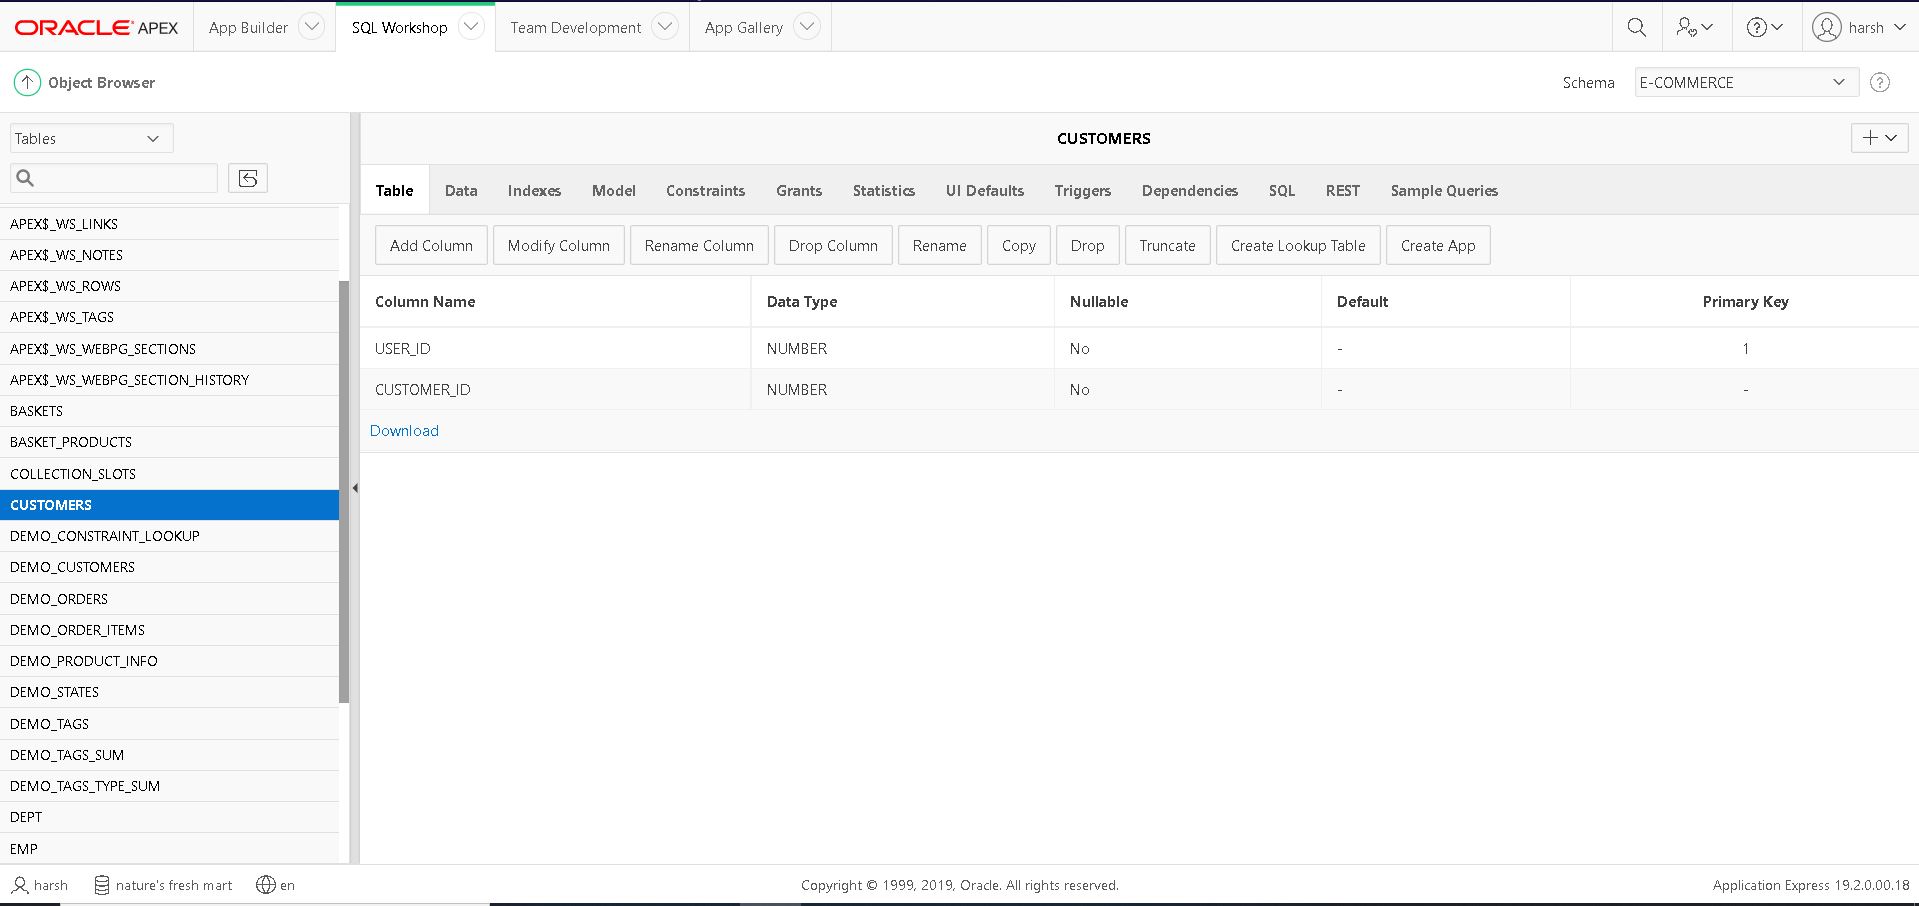 ORACLE APEX App Builder SQL Workshop Team Development App Gallery harsh
Object Browser Schema E-COMMERCE
Tables
CUSTOMERS
Table Data Indexes Model Constraints Grants Statistics UI Defaults Triggers Dependencies SQL REST Sample Queries
Add Column Modify Column Rename Column Drop Column Rename Copy Drop Truncate Create Lookup Table Create App
Column Name Data Type Nullable Default Primary Key
USER_ID NUMBER No - 1
CUSTOMER_ID NUMBER No - -
Download
APEX$_WS_LINKS
APEX$_WS_NOTES
APEX$_WS_ROWS
APEX$_WS_TAGS
APEX$_WS_WEBPG_SECTIONS
APEX$_WS_WEBPG_SECTION_HISTORY
BASKETS
BASKET_PRODUCTS
COLLECTION_SLOTS
CUSTOMERS
DEMO_CONSTRAINT_LOOKUP
DEMO_CUSTOMERS
DEMO_ORDERS
DEMO_ORDER_ITEMS
DEMO_PRODUCT_INFO
DEMO_STATES
DEMO_TAGS
DEMO_TAGS_SUM
DEMO_TAGS_TYPE_SUM
DEPT
EMP
harsh nature's fresh mart en Copyright © 1999, 2019, Oracle. All rights reserved. Application Express 19.2.0.00.18